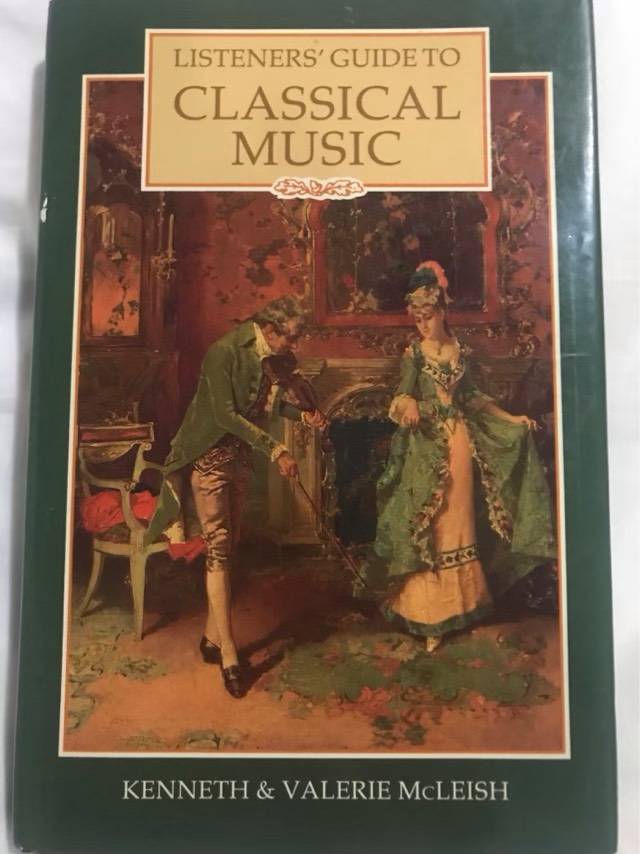 LISTENERS' GUIDE TO
CLASSICAL
MUSIC
KENNETH & VALERIE McLEISH